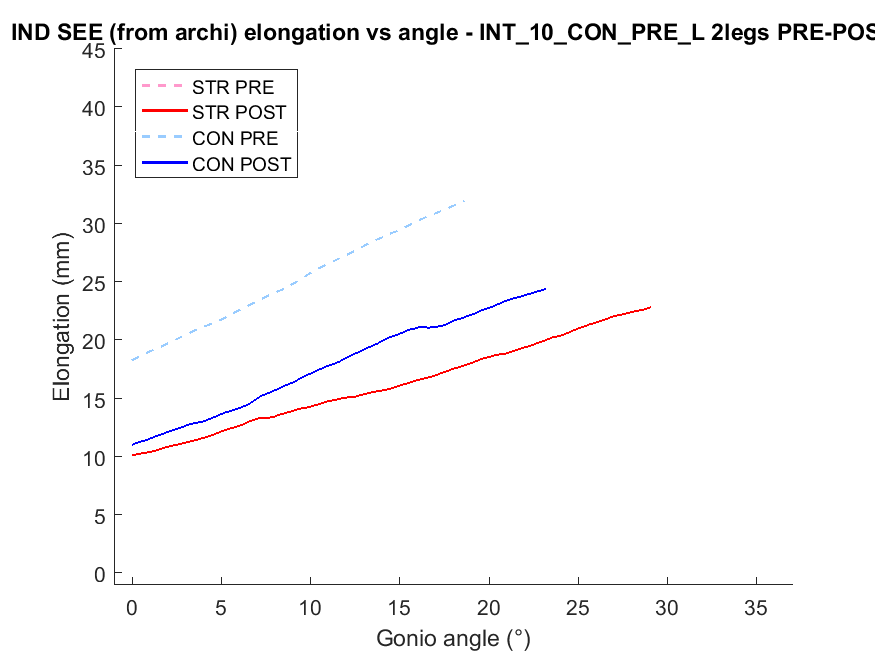 IND SEE (from archi) elongation vs angle - INT_10_CON_PRE_L 2legs PRE-POS
45
40
35
30
25
20
15
10
5
0
Elongation (mm)
STR PRE
STR POST
CON PRE
CON POST
0 5 10 15 20 25 30 35
Gonio angle (°)